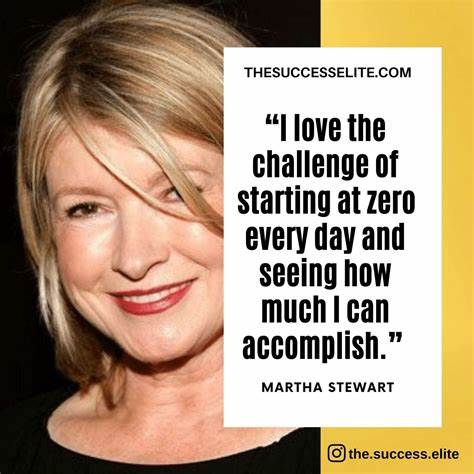 THESUCCESSELITE.COM
“I love the
challenge of
starting at zero
every day and
seeing how
much I can
accomplish.”
MARTHA STEWART
the.success.elite